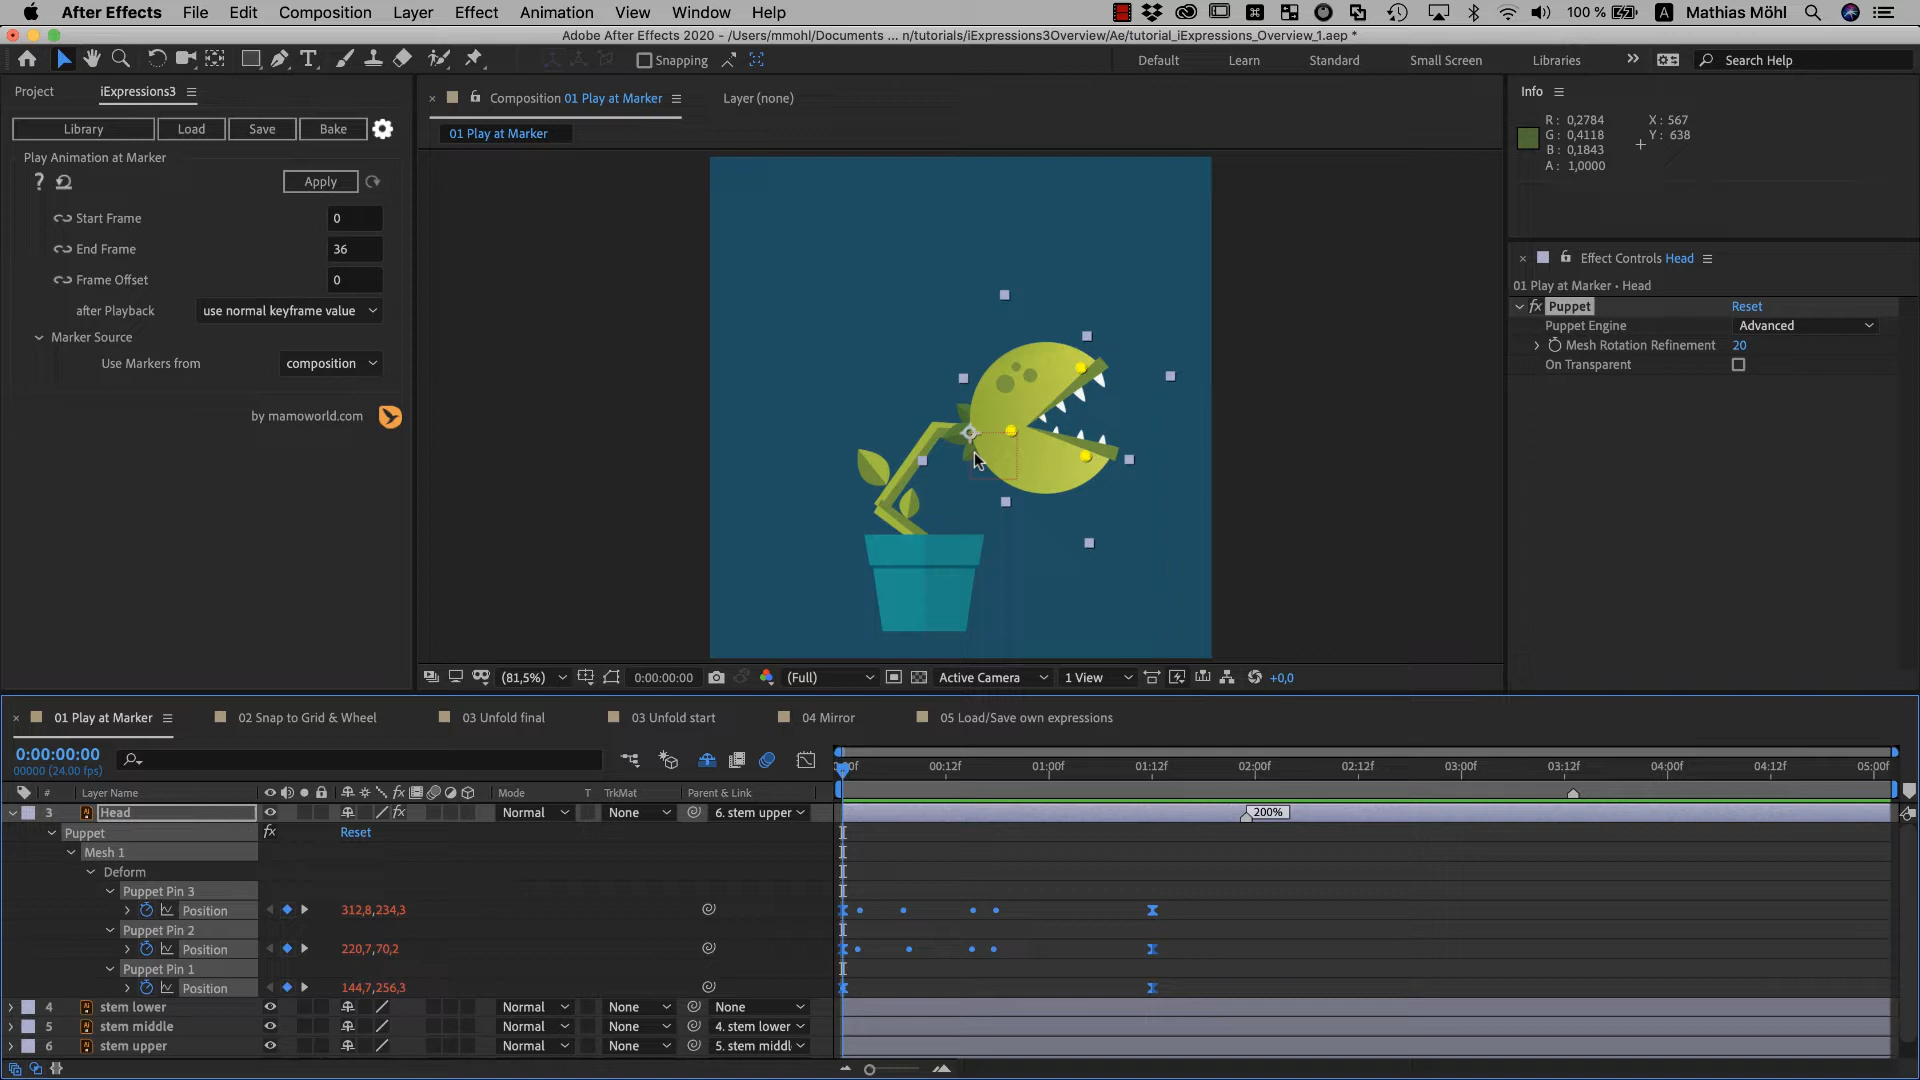 After Effects File Edit Composition Layer Effect Animation View Window Help 100 % A Mathias Möhl
Adobe After Effects 2020 - /Users/mmohl/Documents ... n/tutorials/iExpressions3Overview/Ae/tutorial_iExpressions_Overview_1.aep *
T Snapping Default Learn Standard Small Screen Libraries Search Help
Project iExpressions3
Library Load Save Bake
Play Animation at Marker
? Apply
Start Frame 0
End Frame 36
Frame Offset 0
after Playback use normal keyframe value
Marker Source
Use Markers from composition
by mamoworld.com
Composition 01 Play at Marker Layer (none)
01 Play at Marker
(81,5%) 0:00:00:00 (Full) Active Camera 1 View +0,0
Info
R: 0,2784
G: 0,4118
B: 0,1843
A: 1,0000
X: 567
Y: 638
Effect Controls Head
01 Play at Marker • Head
fx Puppet Reset
Puppet Engine Advanced
Mesh Rotation Refinement 20
On Transparent
01 Play at Marker 02 Snap to Grid & Wheel 03 Unfold final 03 Unfold start 04 Mirror 05 Load/Save own expressions
0:00:00:00
00000 (24.00 fps)
00f 00:12f 01:00f 01:12f 02:00f 02:12f 03:00f 03:12f 04:00f 04:12f 05:00f
# Layer Name fx Mode T TrkMat Parent & Link
3 Ai Head fx Normal None 6. stem upper 200%
Puppet fx Reset
Mesh 1
Deform
Puppet Pin 3
Position 312,8,234,3
Puppet Pin 2
Position 220,7,70,2
Puppet Pin 1
Position 144,7,256,3
4 Ai stem lower Normal None None
5 Ai stem middle Normal None 4. stem lower
6 Ai stem upper Normal None 5. stem middl